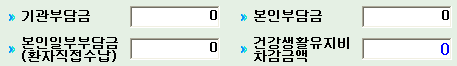 기관부담금 0 본인부담금 0
본인일부부담금 0 건강생활유지비 0
(환자직접수납) 차감금액